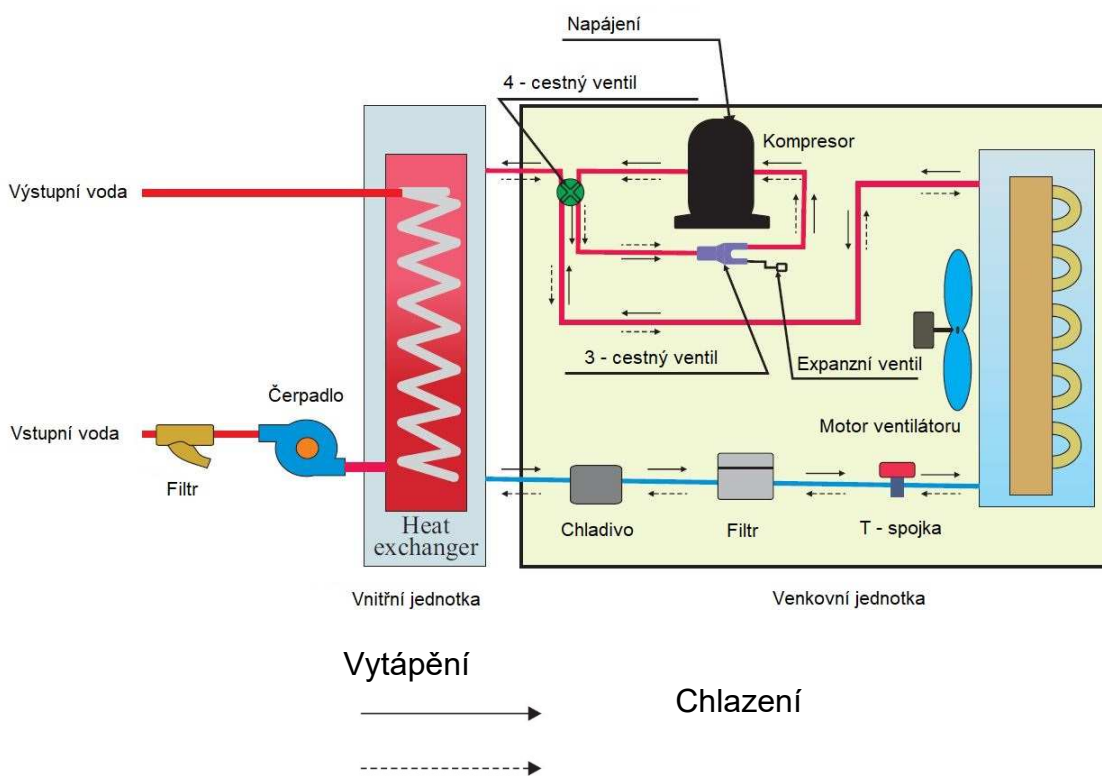 Napájení
4 - cestný ventil
Kompresor
Výstupní voda
3 - cestný ventil
Expanzní ventil
Čerpadlo
Motor ventilátoru
Vstupní voda
Filtr
Heat
exchanger
Chladivo
Filtr
T - spojka
Vnitřní jednotka
Venkovní jednotka
Vytápění
Chlazení